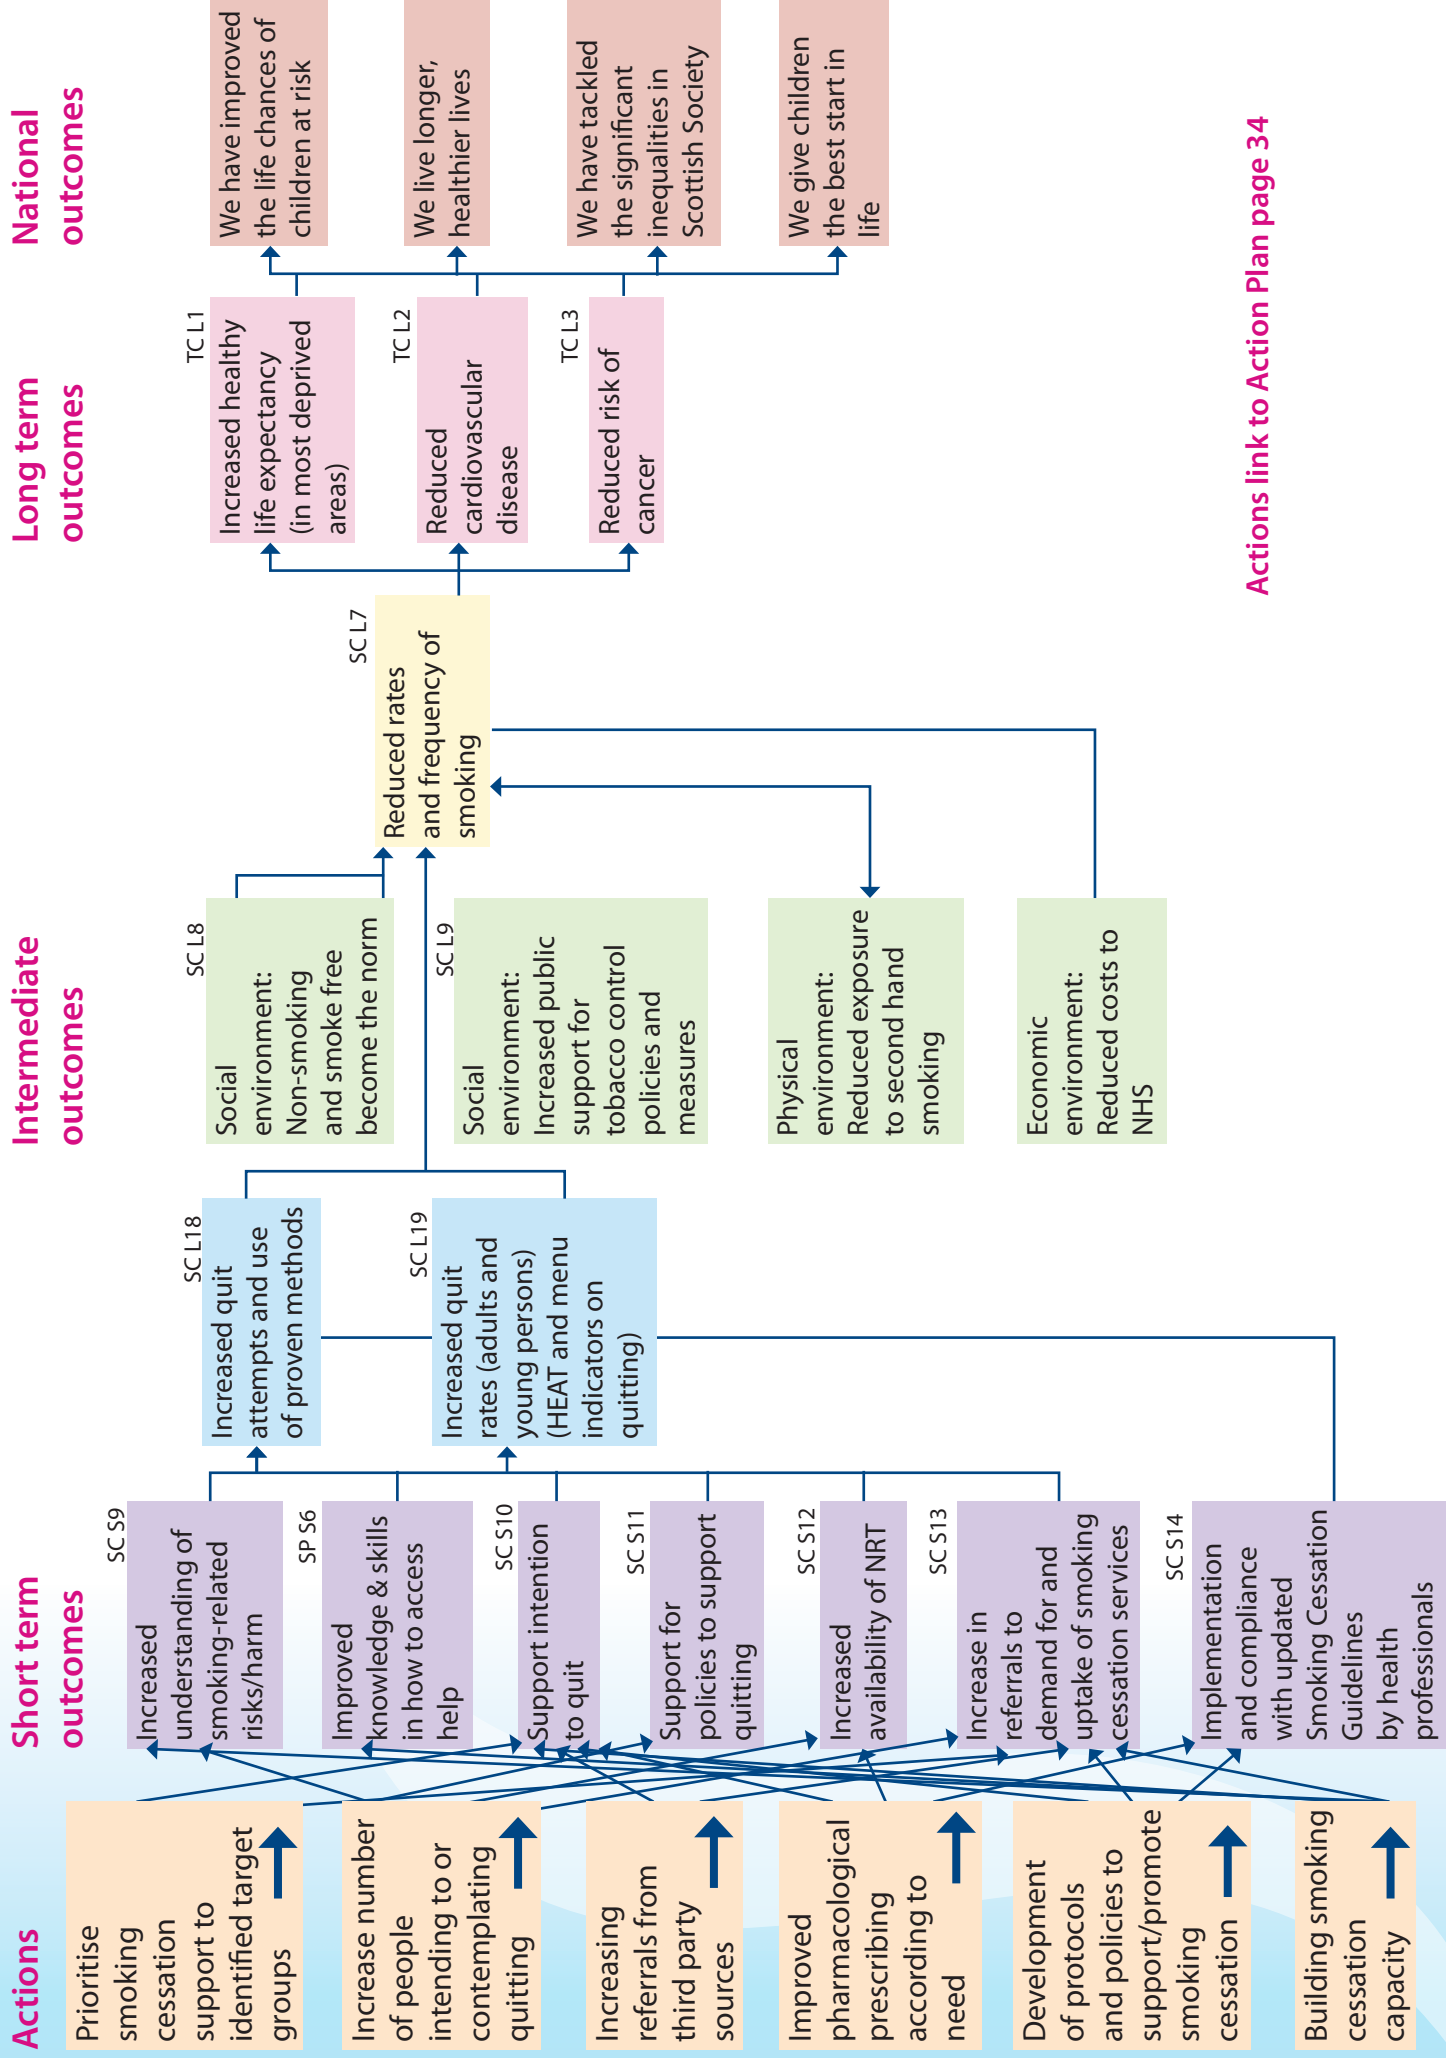 Actions
Short term
outcomes
Intermediate
outcomes
Long term
outcomes
National
outcomes
Prioritise
smoking
cessation
support to
identified target
groups
Increase number
of people
intending to or
contemplating
quitting
Increasing
referrals from
third party
sources
Improved
pharmacological
prescribing
according to
need
Development
of protocols
and policies to
support/promote
smoking
cessation
Building smoking
cessation
capacity
SC S9
Increased
understanding of
smoking-related
risks/harm
SP S6
Improved
knowledge & skills
in how to access
help
SC S10
Support intention
to quit
SC S11
Support for
policies to support
quitting
SC S12
Increased
availability of NRT
SC S13
Increase in
referrals to
demand for and
uptake of smoking
cessation services
SC S14
Implementation
and compliance
with updated
Smoking Cessation
Guidelines
by health
professionals
SC L18
Increased quit
attempts and use
of proven methods
SC L19
Increased quit
rates (adults and
young persons)
(HEAT and menu
indicators on
quitting)
SC L8
Social
environment:
Non-smoking
and smoke free
become the norm
SC L9
Social
environment:
Increased public
support for
tobacco control
policies and
measures
Physical
environment:
Reduced exposure
to second hand
smoking
Economic
environment:
Reduced costs to
NHS
SC L7
Reduced rates
and frequency of
smoking
TC L1
Increased healthy
life expectancy
(in most deprived
areas)
TC L2
Reduced
cardiovascular
disease
TC L3
Reduced risk of
cancer
We have improved
the life chances of
children at risk
We live longer,
healthier lives
We have tackled
the significant
inequalities in
Scottish Society
We give children
the best start in
life
Actions link to Action Plan page 34